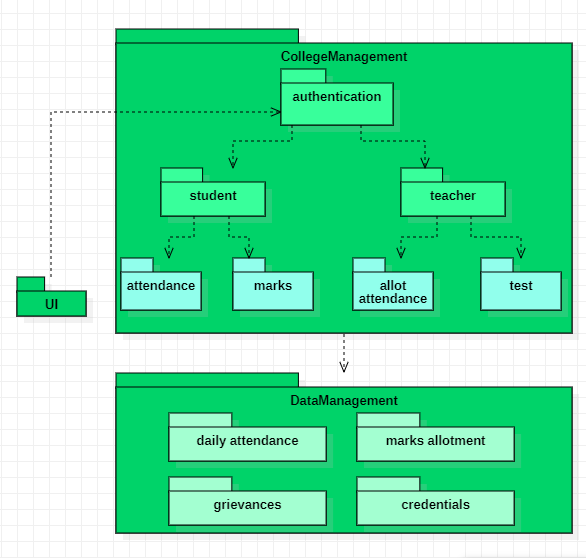 CollegeManagement
authentication
student
teacher
attendance
marks
allot
attendance
test
UI
DataManagement
daily attendance
marks allotment
grievances
credentials